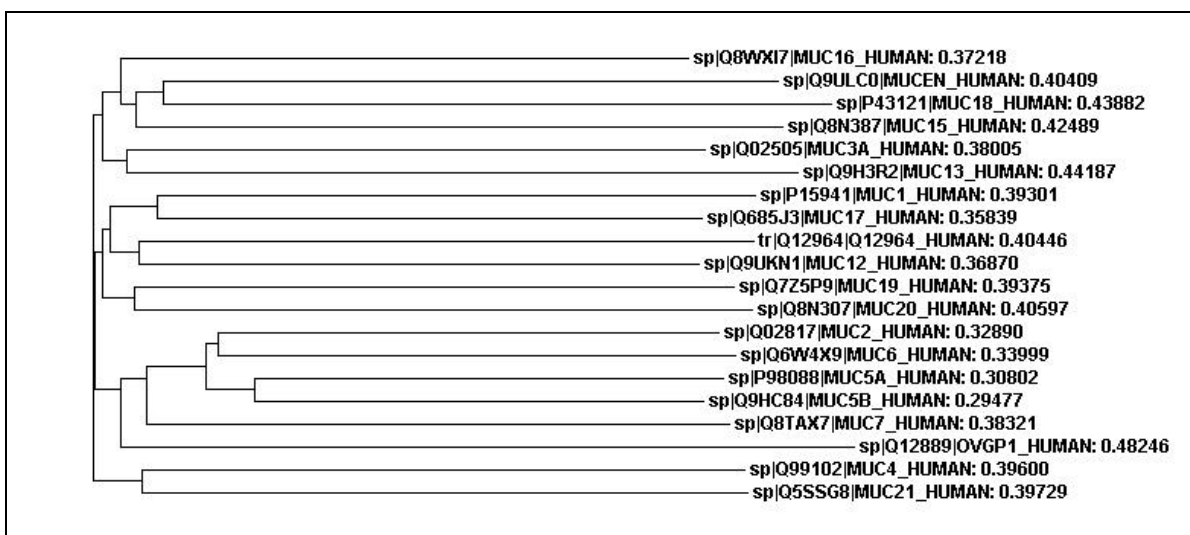 sp|Q8WXI7|MUC16_HUMAN: 0.37218
sp|Q9ULC0|MUCEN_HUMAN: 0.40409
sp|P43121|MUC18_HUMAN: 0.43882
sp|Q8N387|MUC15_HUMAN: 0.42489
sp|Q02505|MUC3A_HUMAN: 0.38005
sp|Q9H3R2|MUC13_HUMAN: 0.44187
sp|P15941|MUC1_HUMAN: 0.39301
sp|Q685J3|MUC17_HUMAN: 0.35839
tr|Q12964|Q12964_HUMAN: 0.40446
sp|Q9UKN1|MUC12_HUMAN: 0.36870
sp|Q7Z5P9|MUC19_HUMAN: 0.39375
sp|Q8N307|MUC20_HUMAN: 0.40597
sp|Q02817|MUC2_HUMAN: 0.32890
sp|Q6W4X9|MUC6_HUMAN: 0.33999
sp|P98088|MUC5A_HUMAN: 0.30802
sp|Q9HC84|MUC5B_HUMAN: 0.29477
sp|Q8TAX7|MUC7_HUMAN: 0.38321
sp|Q12889|OVGP1_HUMAN: 0.48246
sp|Q99102|MUC4_HUMAN: 0.39600
sp|Q5SSG8|MUC21_HUMAN: 0.39729